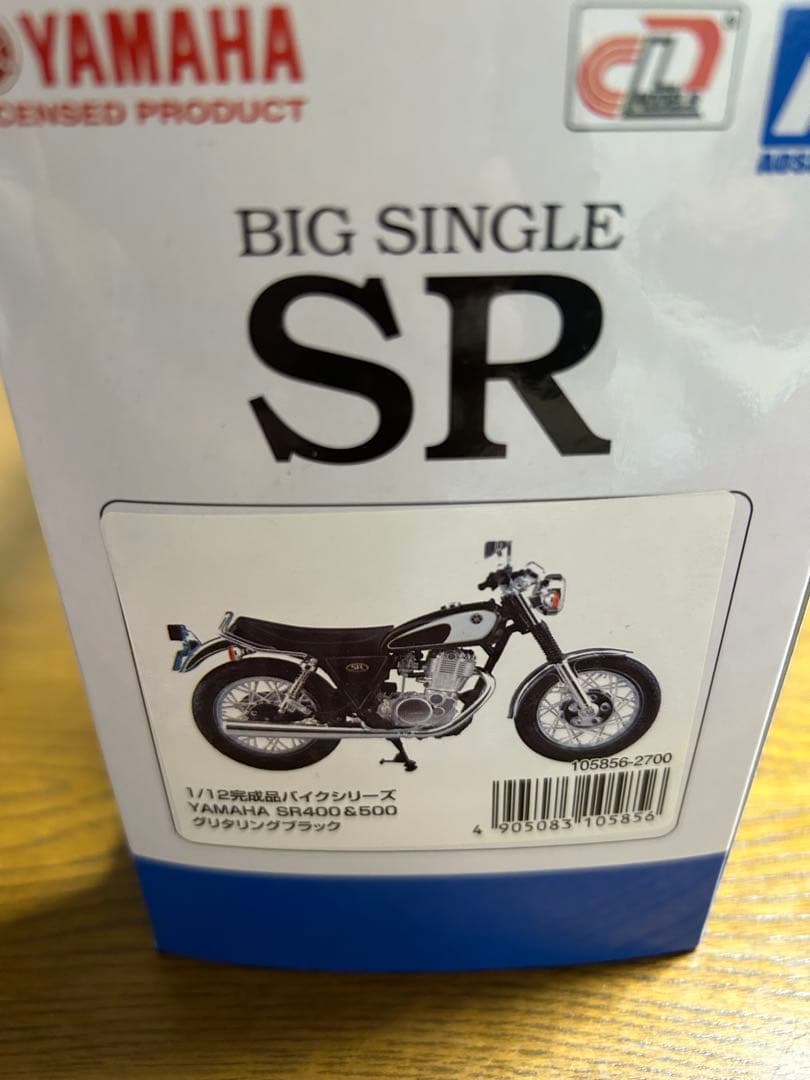 YAMAHA
CENSED PRODUCT
BIG SINGLE
SR
SR
105856-2700
1/12完成品バイクシリーズ
YAMAHA SR400&500
グリタリングブラック
4 905083 105856